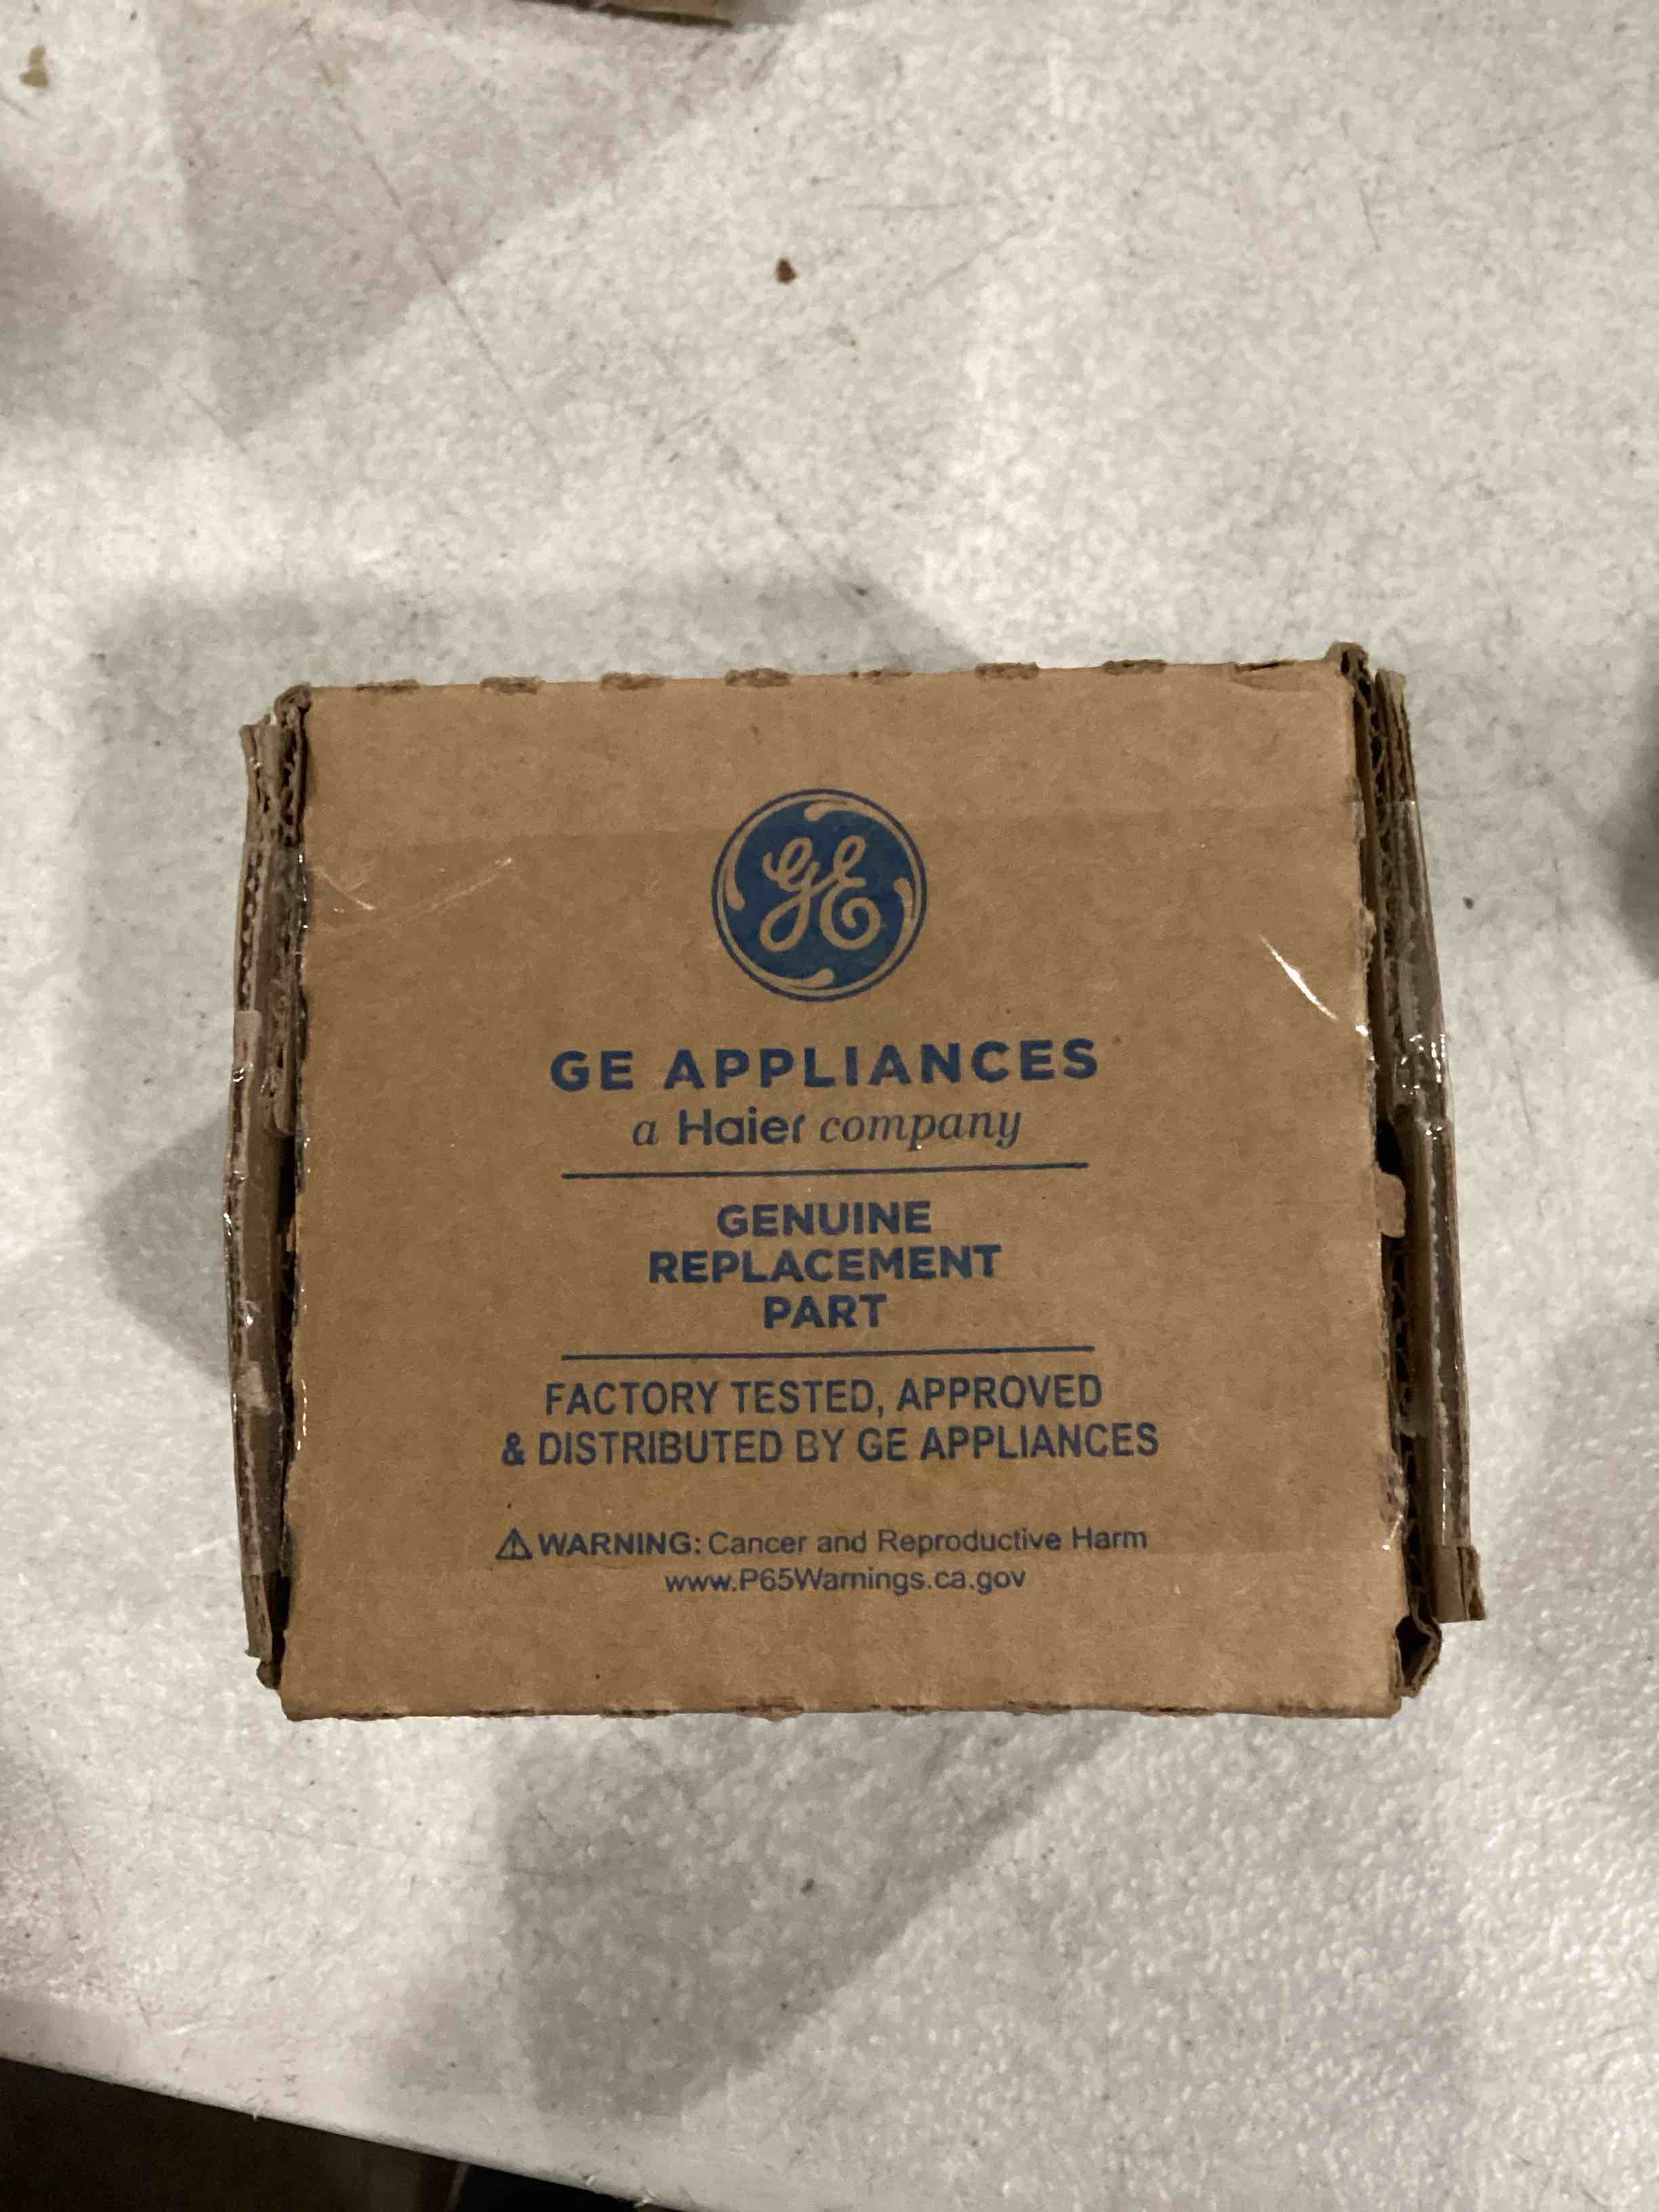 GE
GE APPLIANCES
a Haier company
GENUINE
REPLACEMENT
PART
FACTORY TESTED, APPROVED
& DISTRIBUTED BY GE APPLIANCES
⚠ WARNING: Cancer and Reproductive Harm
www.P65Warnings.ca.gov